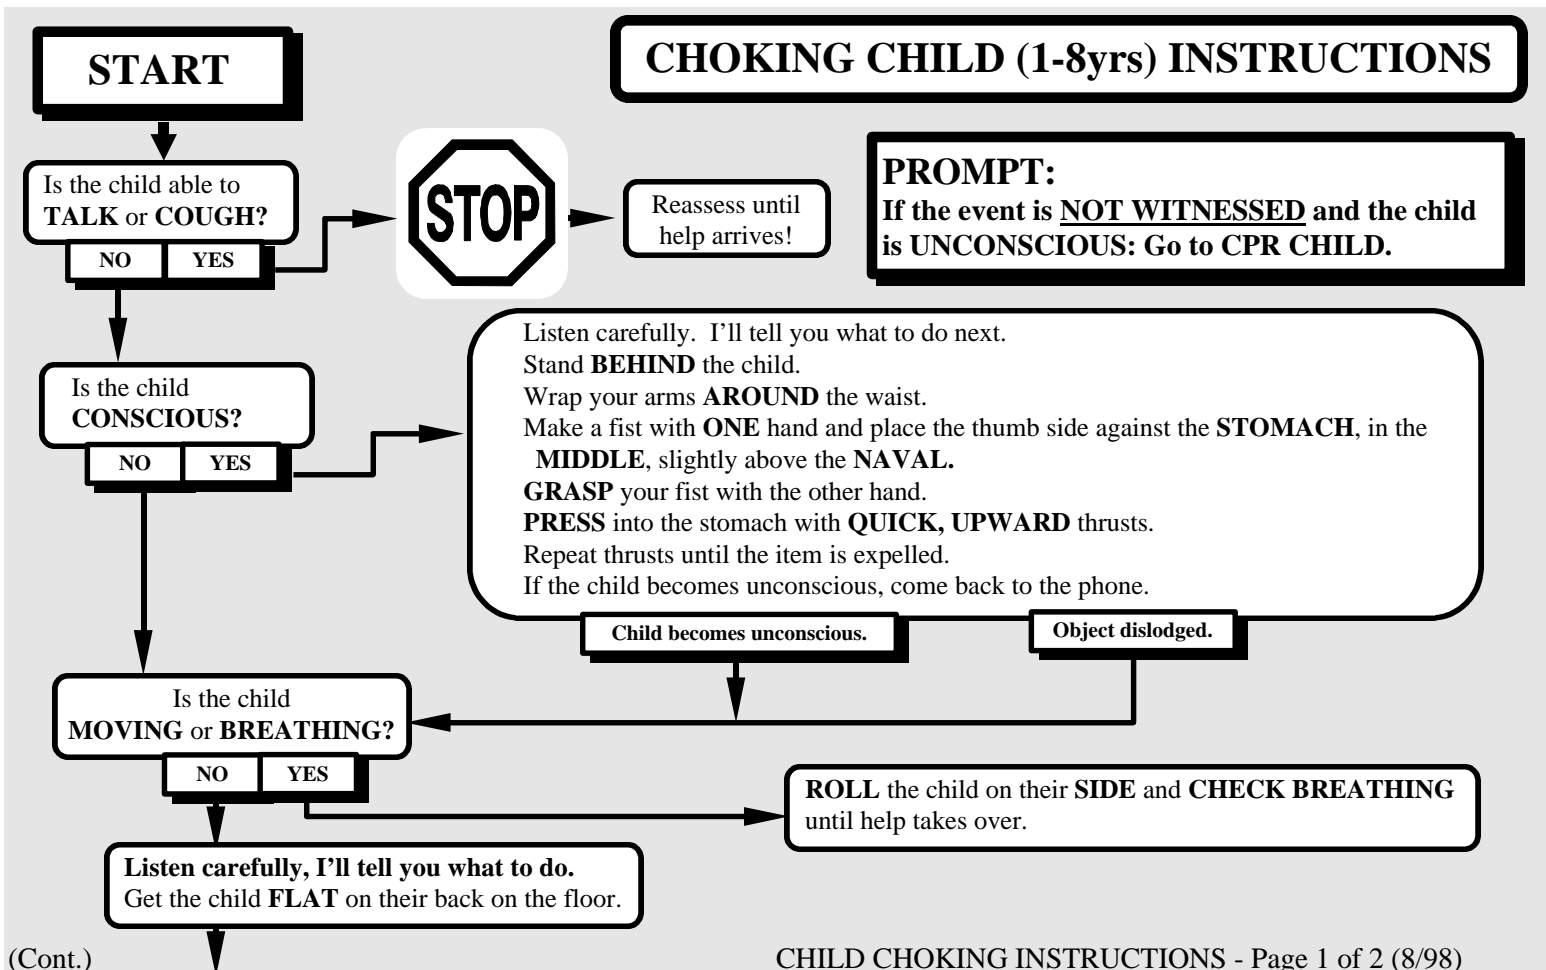 START
CHOKING CHILD (1-8yrs) INSTRUCTIONS
Is the child able to
TALK or COUGH?
NO YES
STOP
Reassess until
help arrives!
PROMPT:
If the event is NOT WITNESSED and the child
is UNCONSCIOUS: Go to CPR CHILD.
Is the child
CONSCIOUS?
NO YES
Listen carefully. I'll tell you what to do next.
Stand BEHIND the child.
Wrap your arms AROUND the waist.
Make a fist with ONE hand and place the thumb side against the STOMACH, in the
MIDDLE, slightly above the NAVAL.
GRASP your fist with the other hand.
PRESS into the stomach with QUICK, UPWARD thrusts.
Repeat thrusts until the item is expelled.
If the child becomes unconscious, come back to the phone.
Child becomes unconscious.
Object dislodged.
Is the child
MOVING or BREATHING?
NO YES
ROLL the child on their SIDE and CHECK BREATHING
until help takes over.
Listen carefully, I'll tell you what to do.
Get the child FLAT on their back on the floor.
(Cont.)
CHILD CHOKING INSTRUCTIONS - Page 1 of 2 (8/98)